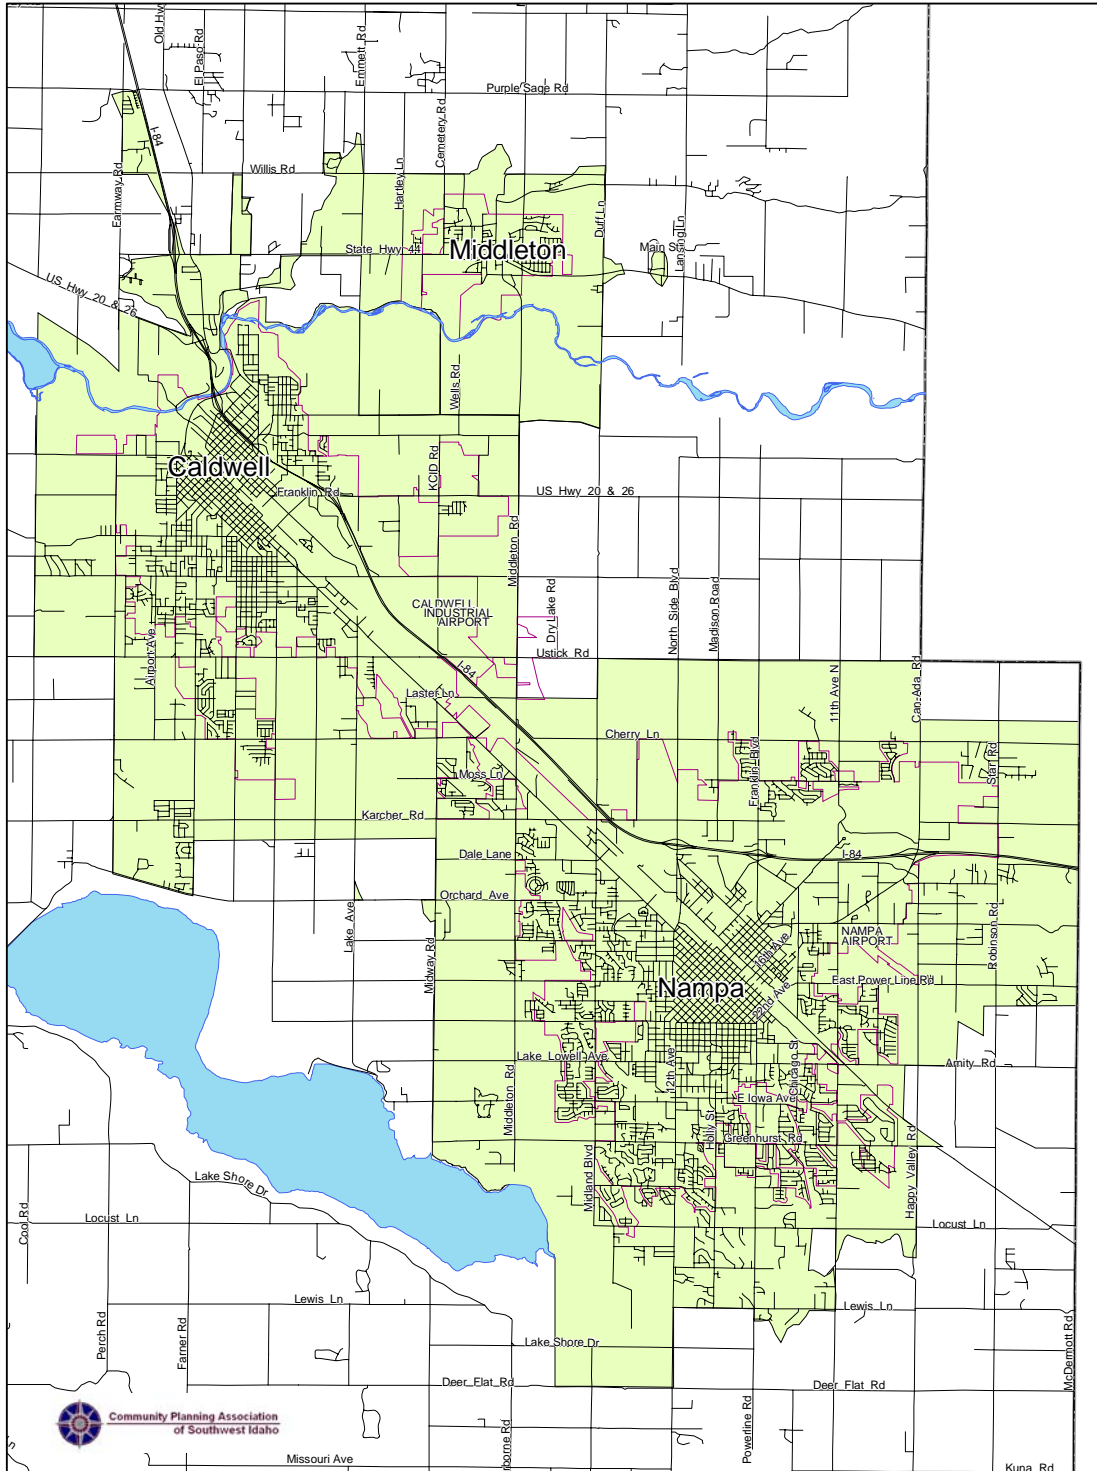 Old Hwy
El Paso Rd
Emmett Rd
Purple Sage Rd
Cemetery Rd
I-84
Farmway Rd
Willis Rd
Hartley Ln
Duff Ln
State Hwy 44
Middleton
Main St
Lansing Ln
US Hwy 20 & 26
Wells Rd
Caldwell
Franklin Rd
KCID Rd
US Hwy 20 & 26
Middleton Rd
CALDWELL
INDUSTRIAL
AIRPORT
Dry Lake Rd
North Side Blvd
Madison Road
Airport Ave
Ustick Rd
I-84
Laster Ln
11th Ave N
Can-Ada Rd
Cherry Ln
Franklin Blvd
Star Rd
Moss Ln
Karcher Rd
Dale Lane
I-84
Orchard Ave
Lake Ave
Midway Rd
NAMPA
AIRPORT
Robinson Rd
16th Ave
East Power Line Rd
Nampa
22nd Ave
Lake Lowell Ave
12th Ave
Chicago St
Amity Rd
Middleton Rd
E Iowa Ave
Holly St
Greenhurst Rd
Midland Blvd
Happy Valley Rd
Lake Shore Dr
Cool Rd
Locust Ln
Locust Ln
Lewis Ln
Lewis Ln
Perch Rd
Farner Rd
Lake Shore Dr
McDermott Rd
Deer Flat Rd
Deer Flat Rd
Community Planning Association
of Southwest Idaho
Powerline Rd
Missouri Ave
Kuna Rd